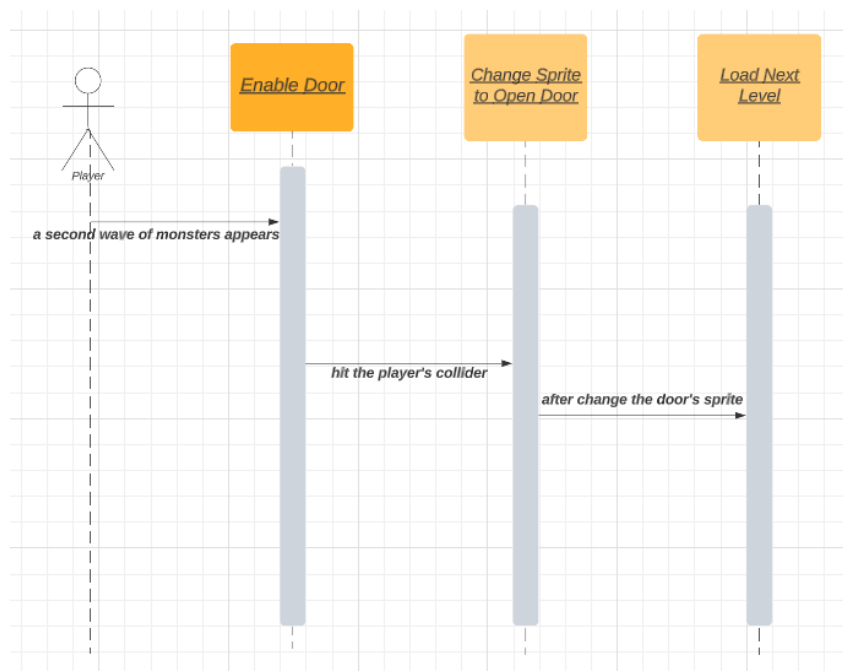 Enable Door
Change Sprite
to Open Door
Load Next
Level
Player
a second wave of monsters appears
hit the player's collider
after change the door's sprite